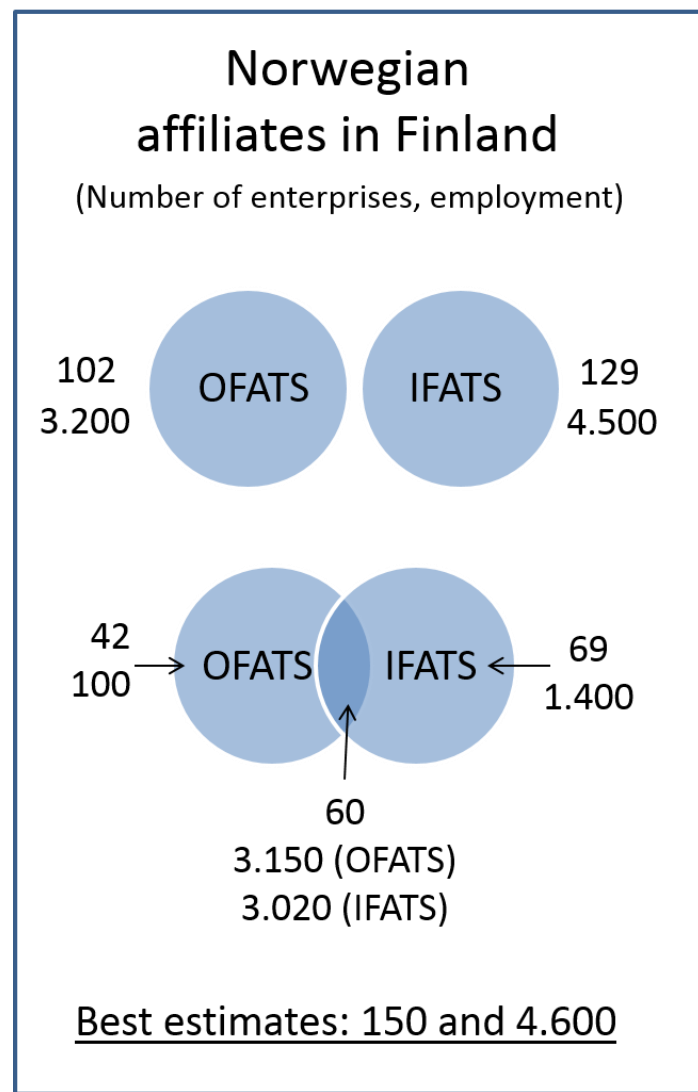 Norwegian
affiliates in Finland
(Number of enterprises, employment)
102
3.200
OFATS
IFATS
129
4.500
42
100
OFATS
IFATS
69
1.400
60
3.150 (OFATS)
3.020 (IFATS)
Best estimates: 150 and 4.600